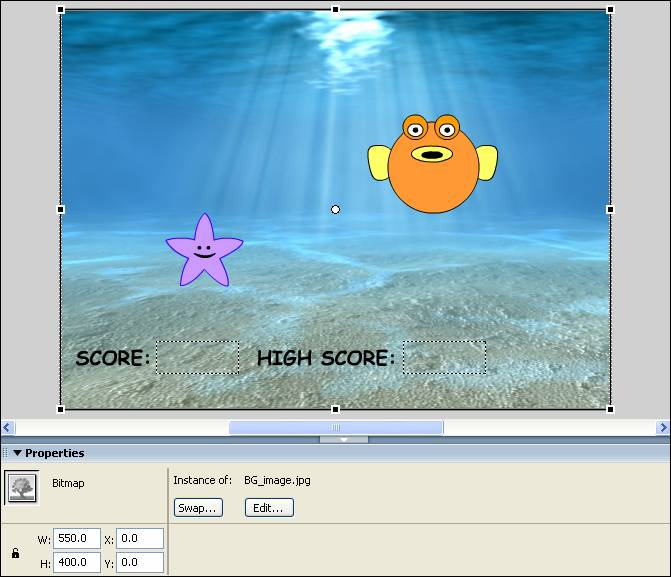 SCORE: HIGH SCORE:
Properties
Bitmap
Instance of: BG_image.jpg
Swap... Edit...
W: 550.0 X: 0.0
H: 400.0 Y: 0.0